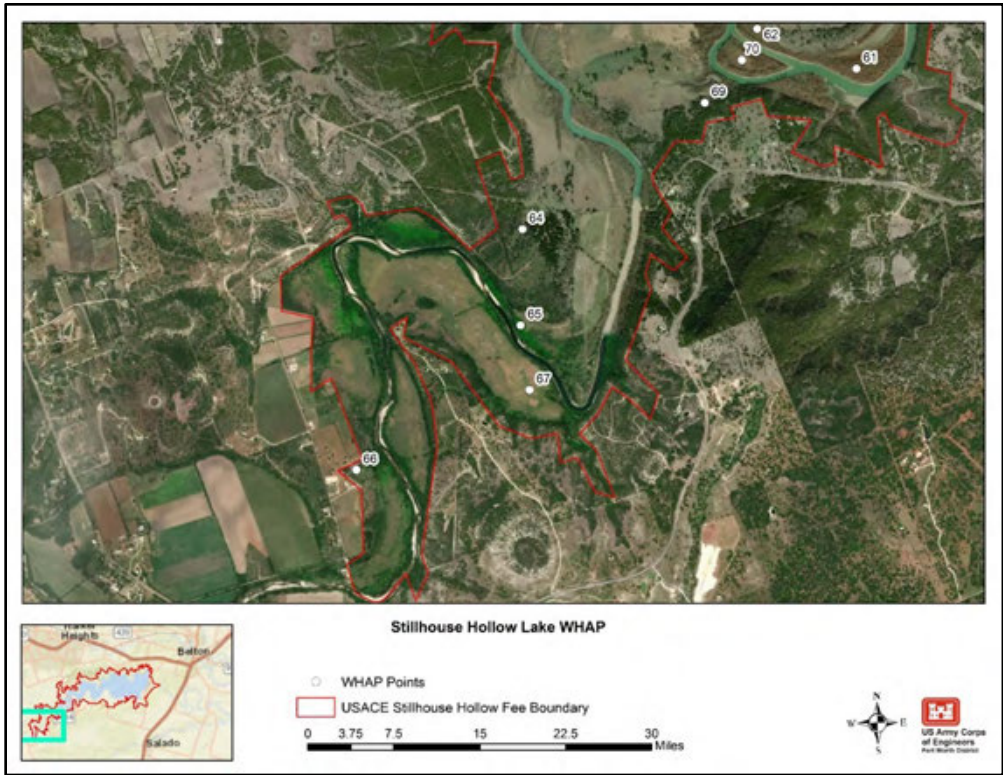 62
70
61
69
64
65
67
66
Stillhouse Hollow Lake WHAP
Heights
439
Belton
Salado
WHAP Points
USACE Stillhouse Hollow Fee Boundary
0 3.75 7.5 15 22.5 30
Miles
N
W E
S
US Army Corps
of Engineers
Fort Worth District